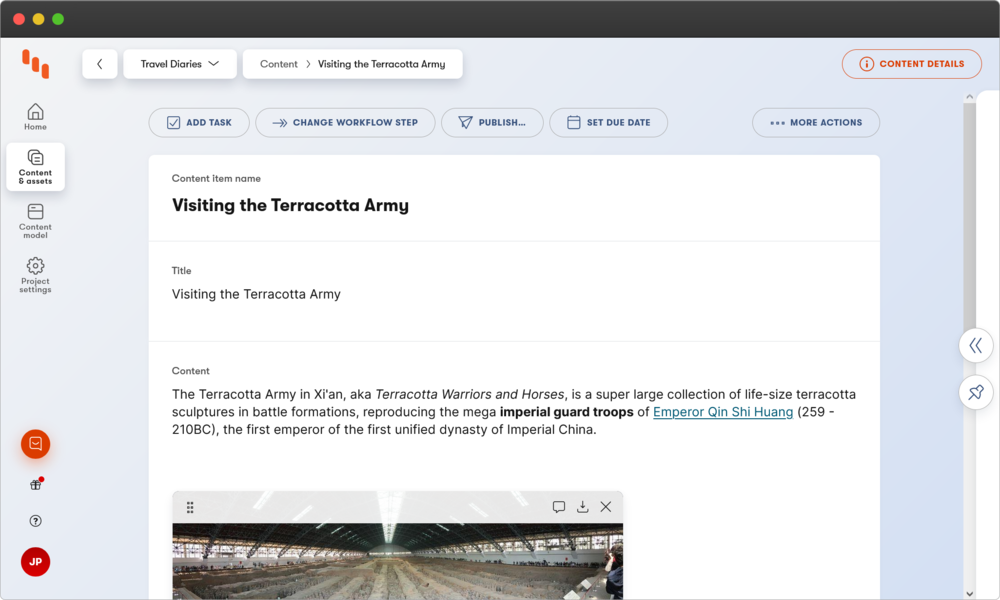 Travel Diaries
Content > Visiting the Terracotta Army
CONTENT DETAILS
Home
Content
& assets
Content
model
Project
settings
JP
ADD TASK
CHANGE WORKFLOW STEP
PUBLISH...
SET DUE DATE
MORE ACTIONS
Content item name
Visiting the Terracotta Army
Title
Visiting the Terracotta Army
Content
The Terracotta Army in Xi'an, aka Terracotta Warriors and Horses, is a super large collection of life-size terracotta
sculptures in battle formations, reproducing the mega imperial guard troops of Emperor Qin Shi Huang (259 -
210BC), the first emperor of the first unified dynasty of Imperial China.